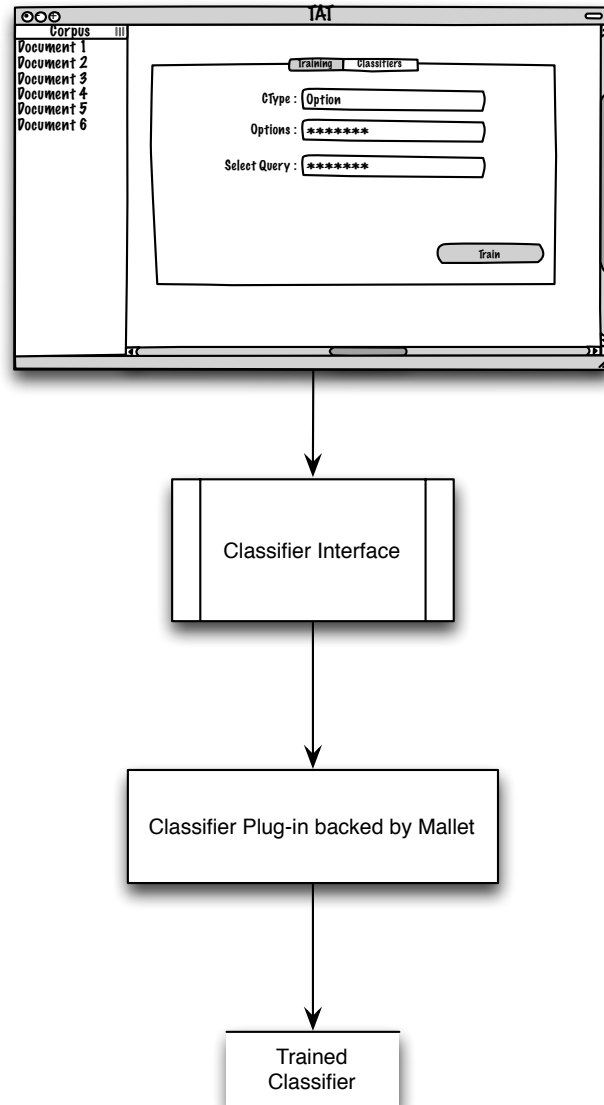 TAT
Corpus
Document 1
Document 2
Document 3
Document 4
Document 5
Document 6
Training Classifiers
CType : Option
Options : *******
Select Query : *******
Train
Classifier Interface
Classifier Plug-in backed by Mallet
Trained
Classifier